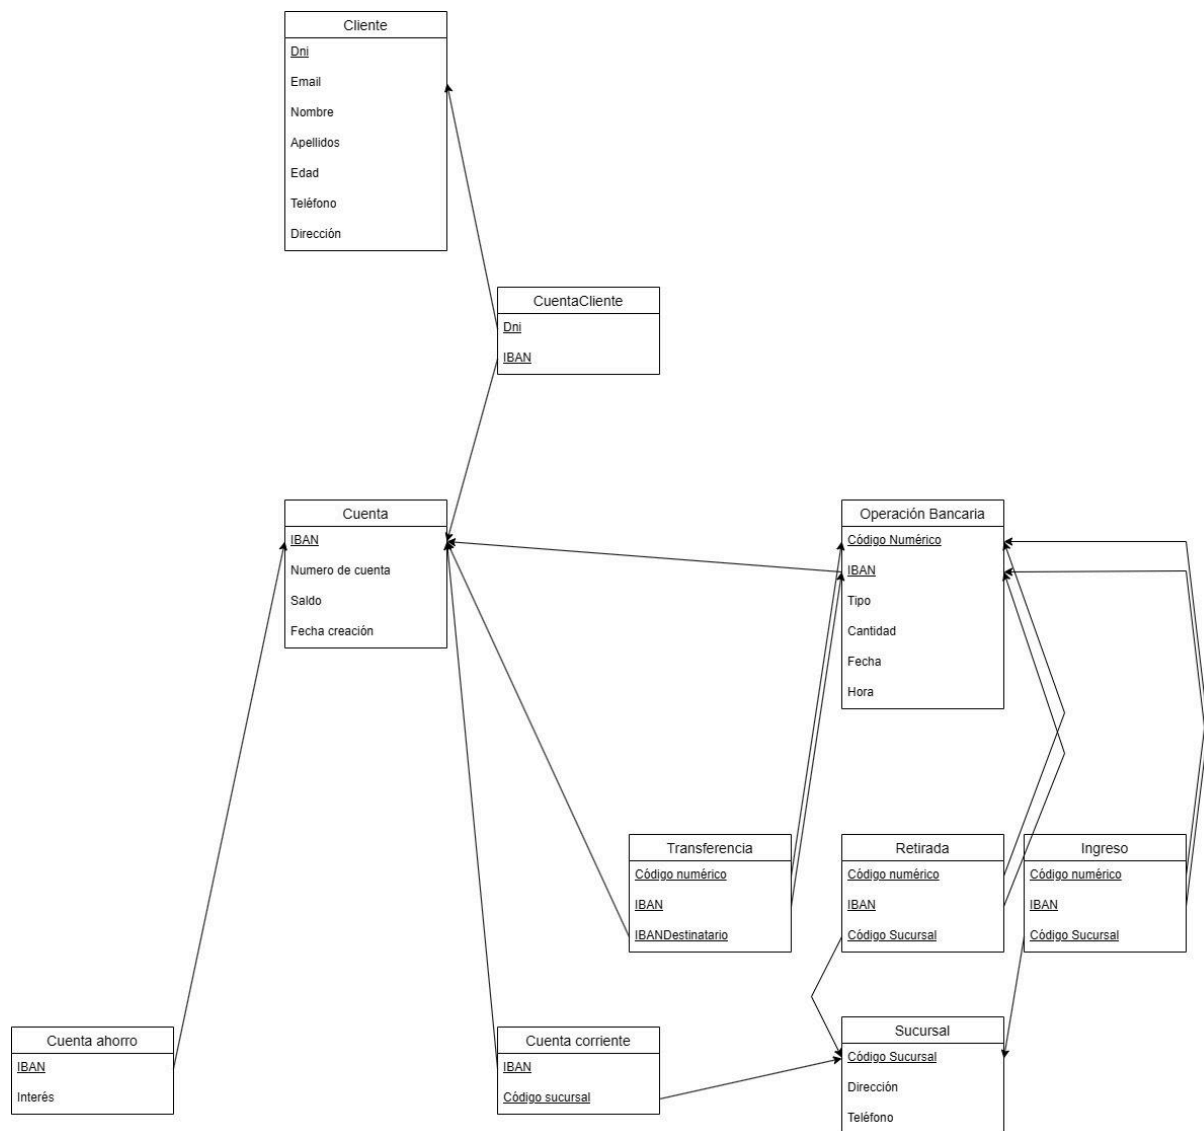 Cliente
Dni
Email
Nombre
Apellidos
Edad
Teléfono
Dirección
CuentaCliente
Dni
IBAN
Cuenta
IBAN
Numero de cuenta
Saldo
Fecha creación
Operación Bancaria
Código Numérico
IBAN
Tipo
Cantidad
Fecha
Hora
Transferencia
Código numérico
IBAN
IBANDestinatario
Retirada
Código numérico
IBAN
Código Sucursal
Ingreso
Código numérico
IBAN
Código Sucursal
Cuenta ahorro
IBAN
Interés
Cuenta corriente
IBAN
Código sucursal
Sucursal
Código Sucursal
Dirección
Teléfono